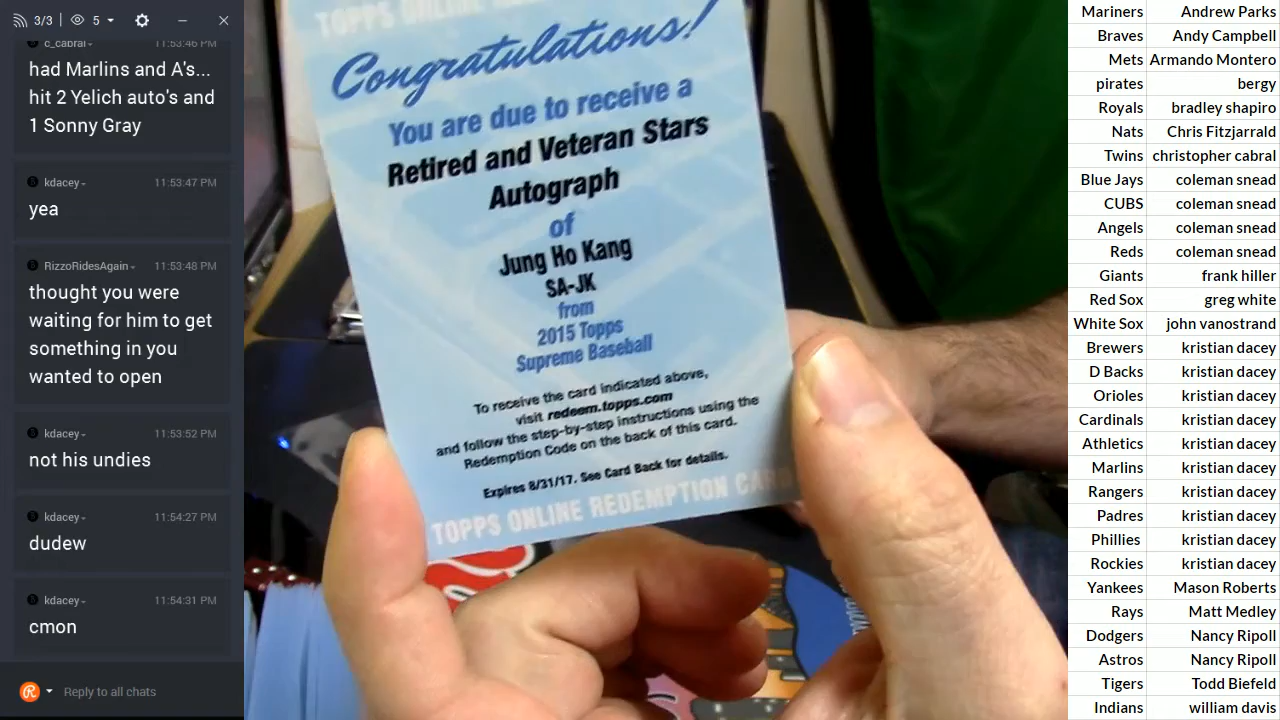 3/3
5
c_cabral
11:53:46 PM
had Marlins and A's...
hit 2 Yelich auto's and
1 Sonny Gray
kdacey
11:53:47 PM
yea
RizzoRidesAgain
11:53:48 PM
thought you were
waiting for him to get
something in you
wanted to open
kdacey
11:53:52 PM
not his undies
kdacey
11:54:27 PM
dudew
kdacey
11:54:31 PM
cmon
Reply to all chats
TOPPS ONLINE
Congratulations!
You are due to receive a
Retired and Veteran Stars
Autograph
of
Jung Ho Kang
SA-JK
from
2015 Topps
Supreme Baseball
To receive the card indicated above,
visit redeem.topps.com
and follow the step-by-step instructions using the
Redemption Code on the back of this card.
Expires 8/31/17. See Card Back for details.
TOPPS ONLINE REDEMPTION CARD
Mariners Andrew Parks
Braves Andy Campbell
Mets Armando Montero
pirates bergy
Royals bradley shapiro
Nats Chris Fitzjarrald
Twins christopher cabral
Blue Jays coleman snead
CUBS coleman snead
Angels coleman snead
Reds coleman snead
Giants frank hiller
Red Sox greg white
White Sox john vanostrand
Brewers kristian dacey
D Backs kristian dacey
Orioles kristian dacey
Cardinals kristian dacey
Athletics kristian dacey
Marlins kristian dacey
Rangers kristian dacey
Padres kristian dacey
Phillies kristian dacey
Rockies kristian dacey
Yankees Mason Roberts
Rays Matt Medley
Dodgers Nancy Ripoll
Astros Nancy Ripoll
Tigers Todd Biefeld
Indians william davis